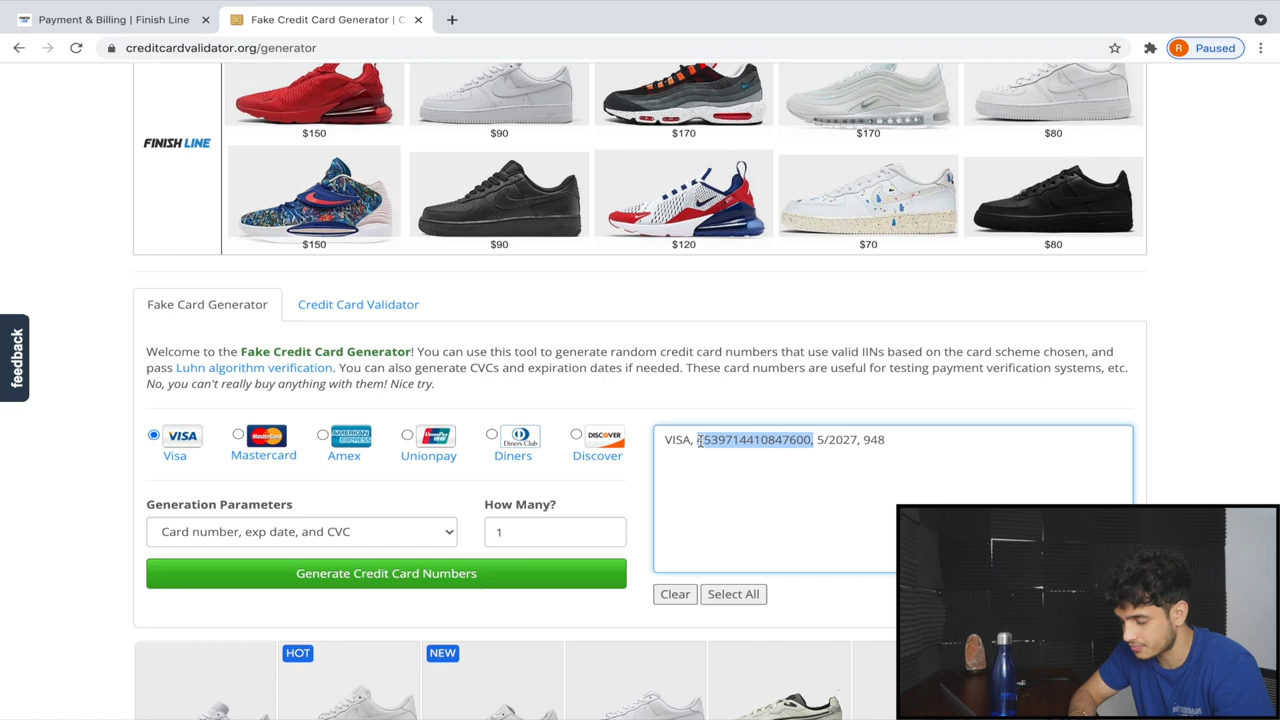 Payment & Billing | Finish Line
Fake Credit Card Generator | C
creditcardvalidator.org/generator
R Paused
FINISH LINE
$150 $90 $170 $170 $80
$150 $90 $120 $70 $80
feedback
Fake Card Generator Credit Card Validator
Welcome to the Fake Credit Card Generator! You can use this tool to generate random credit card numbers that use valid IINs based on the card scheme chosen, and
pass Luhn algorithm verification. You can also generate CVCs and expiration dates if needed. These card numbers are useful for testing payment verification systems, etc.
No, you can't really buy anything with them! Nice try.
VISA MasterCard AMERICAN EXPRESS UnionPay Diners Club DISCOVER
Visa Mastercard Amex Unionpay Diners Discover
VISA, 4539714410847600, 5/2027, 948
Generation Parameters How Many?
Card number, exp date, and CVC 1
Generate Credit Card Numbers
Clear Select All
HOT NEW